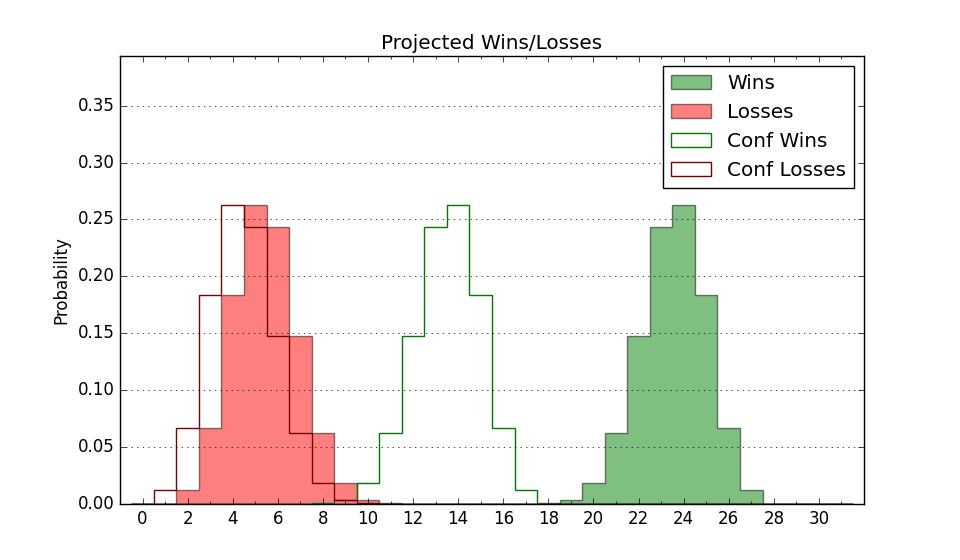 Projected Wins/Losses
Wins
Losses
Conf Wins
Conf Losses
Probability
0.35
0.30
0.25
0.20
0.15
0.10
0.05
0.00
0 2 4 6 8 10 12 14 16 18 20 22 24 26 28 30